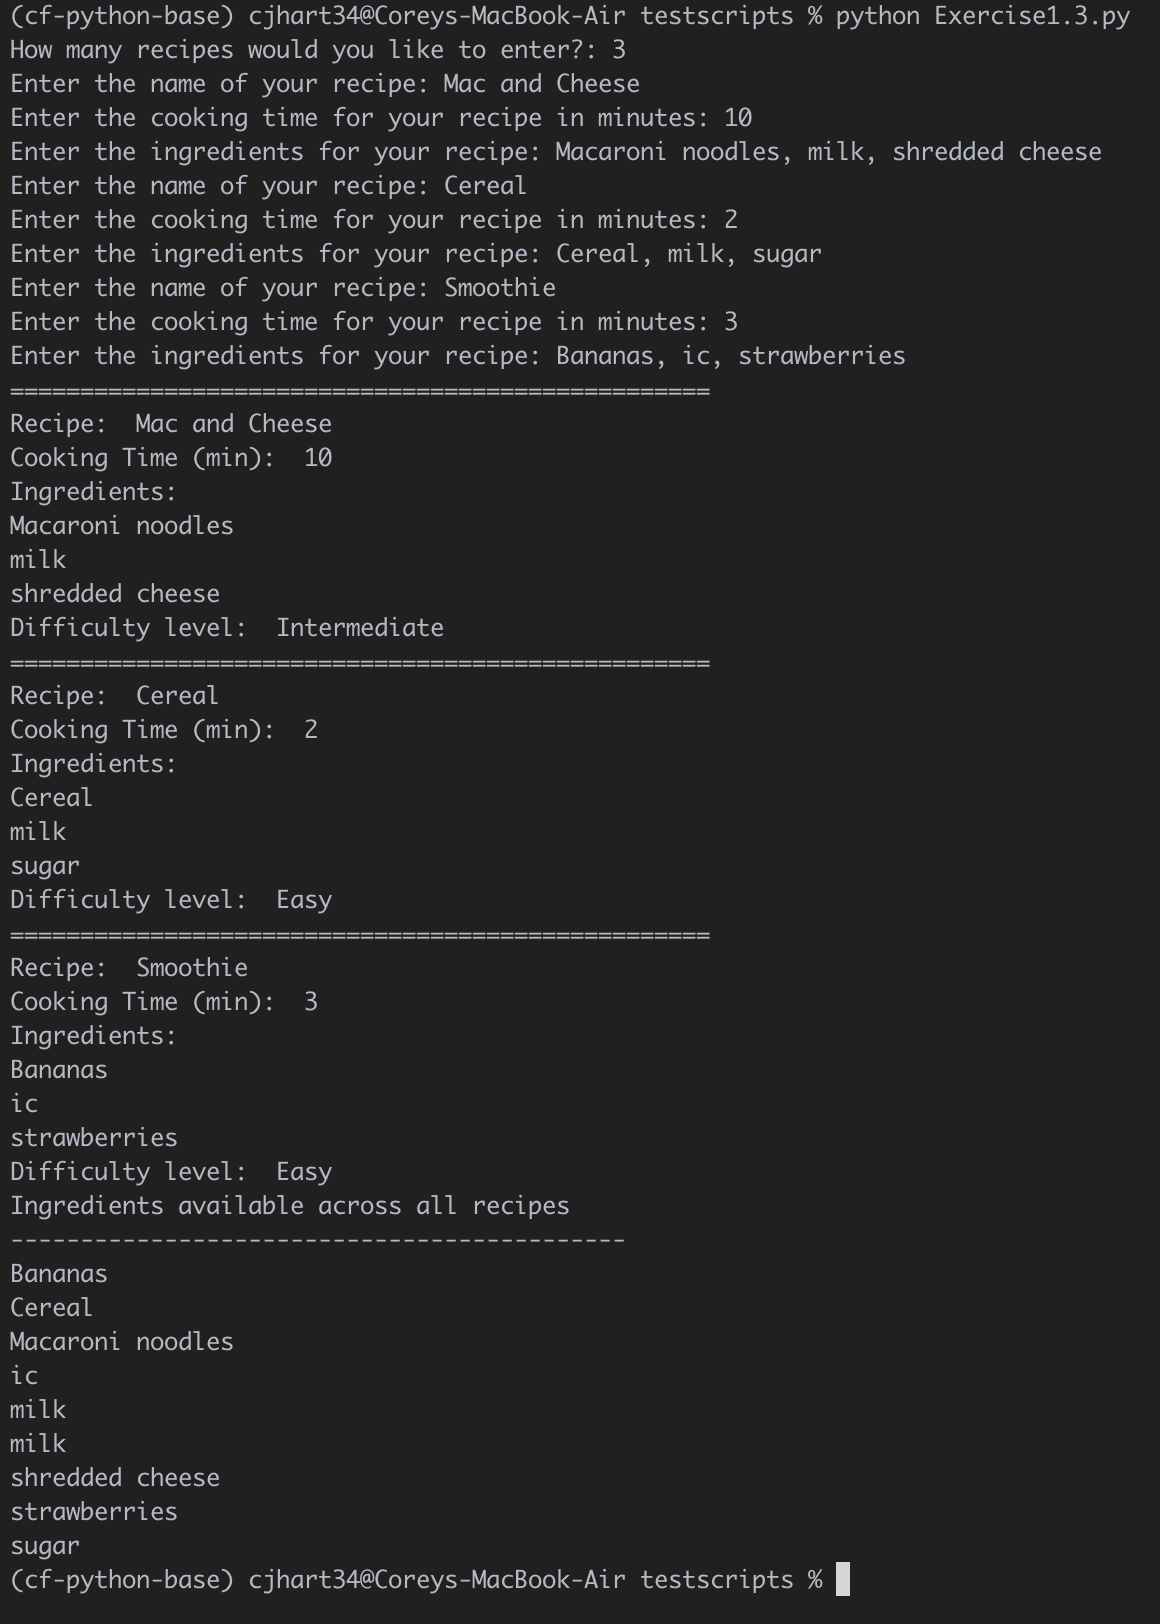 (cf-python-base) cjhart34@Coreys-MacBook-Air testscripts % python Exercise1.3.py
How many recipes would you like to enter?: 3
Enter the name of your recipe: Mac and Cheese
Enter the cooking time for your recipe in minutes: 10
Enter the ingredients for your recipe: Macaroni noodles, milk, shredded cheese
Enter the name of your recipe: Cereal
Enter the cooking time for your recipe in minutes: 2
Enter the ingredients for your recipe: Cereal, milk, sugar
Enter the name of your recipe: Smoothie
Enter the cooking time for your recipe in minutes: 3
Enter the ingredients for your recipe: Bananas, ic, strawberries
==================================================
Recipe:  Mac and Cheese
Cooking Time (min):  10
Ingredients:
Macaroni noodles
milk
shredded cheese
Difficulty level:  Intermediate
==================================================
Recipe:  Cereal
Cooking Time (min):  2
Ingredients:
Cereal
milk
sugar
Difficulty level:  Easy
==================================================
Recipe:  Smoothie
Cooking Time (min):  3
Ingredients:
Bananas
ic
strawberries
Difficulty level:  Easy
Ingredients available across all recipes
--------------------------------------------
Bananas
Cereal
Macaroni noodles
ic
milk
milk
shredded cheese
strawberries
sugar
(cf-python-base) cjhart34@Coreys-MacBook-Air testscripts %